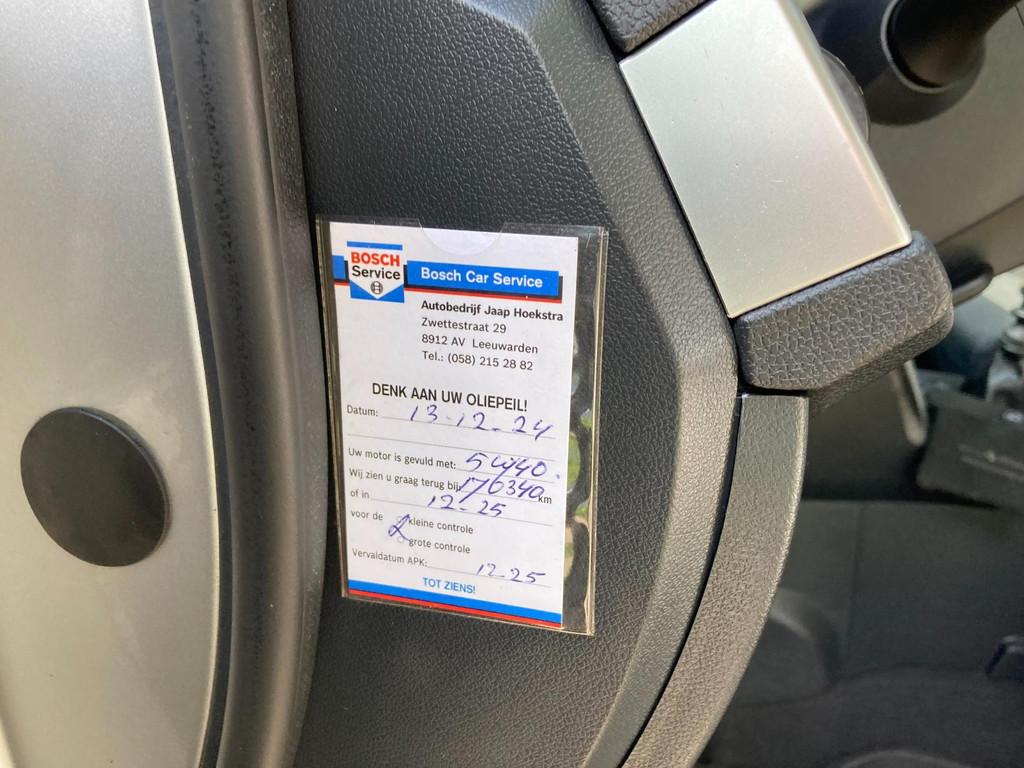 BOSCH
Service
Bosch Car Service
Autobedrijf Jaap Hoekstra
Zwettestraat 29
8912 AV Leeuwarden
Tel.: (058) 215 28 82
DENK AAN UW OLIEPEIL!
Datum: 13-12-24
Uw motor is gevuld met: 5W40.
Wij zien u graag terug bij: 176340 km
of in 12-25
voor de kleine controle
grote controle
Vervaldatum APK: 12-25
TOT ZIENS!